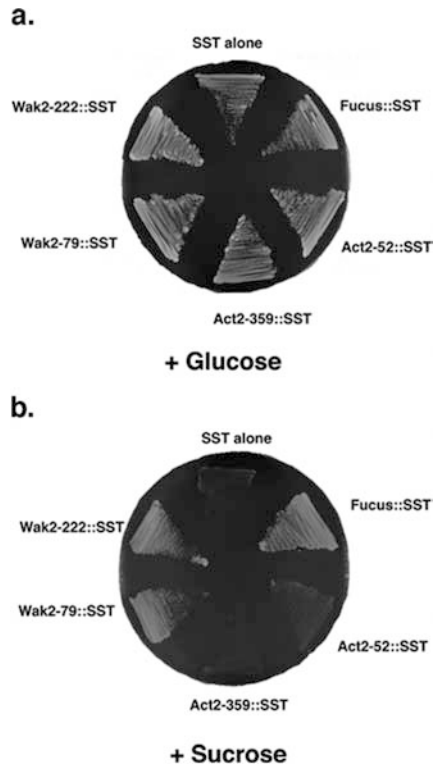 a.
SST alone
Wak2-222::SST
Fucus::SST
Wak2-79::SST
Act2-52::SST
Act2-359::SST
+ Glucose
b.
SST alone
Wak2-222::SST
Fucus::SST
Wak2-79::SST
Act2-52::SST
Act2-359::SST
+ Sucrose